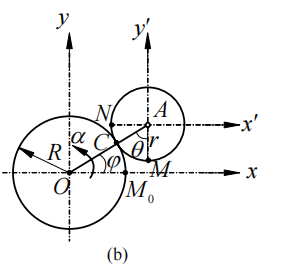 y y′
N A x′
α C θ r
R φ M x
O M₀
(b)